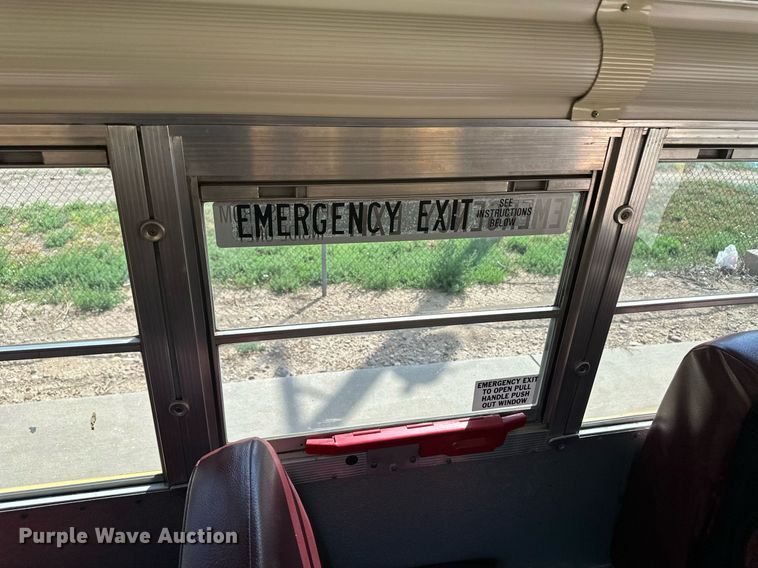 EMERGENCY EXIT
SEE
INSTRUCTIONS
BELOW
EMERGENCY EXIT
TO OPEN PULL
HANDLE PUSH
OUT WINDOW
Purple Wave Auction